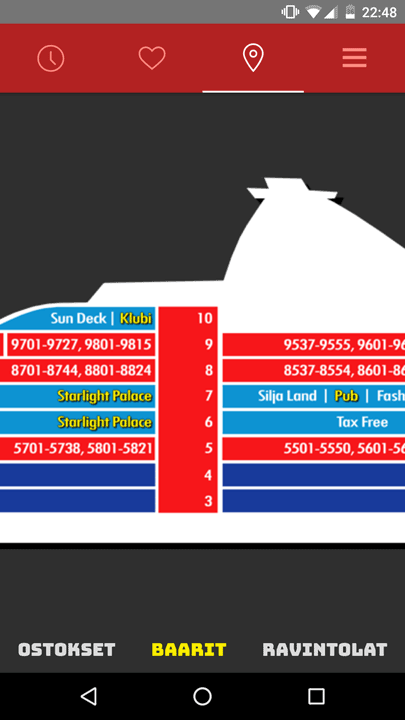 22:48
Sun Deck | Klubi 10
9701-9727, 9801-9815 9 9537-9555, 9601-96
8701-8744, 8801-8824 8 8537-8554, 8601-86
Starlight Palace 7 Silja Land | Pub | Fash
Starlight Palace 6 Tax Free
5701-5738, 5801-5821 5 5501-5550, 5601-56
4
3
OSTOKSET BAARIT RAVINTOLAT